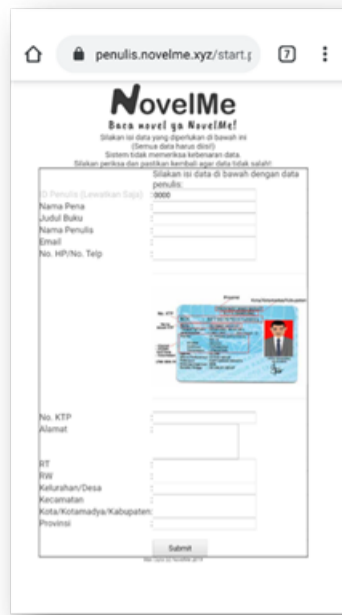 penulis.novelme.xyz/start.p
7
NovelMe
Baca novel ya NovelMe!
Silakan isi data yang diperlukan di bawah ini
(Semua data harus diisi)
Sistem tidak memeriksa kebenaran data.
Silakan periksa dan pastikan kembali agar data tidak salah!
Silakan isi data di bawah dengan data
penulis:
ID Penulis (Lewatkan Saja) :0000
Nama Pena :
Judul Buku :
Nama Penulis :
Email :
No. HP/No. Telp :
Provinsi
No. KTP
No. KTP :
Alamat :
RT :
RW :
Kelurahan/Desa :
Kecamatan :
Kota/Kotamadya/Kabupaten:
Provinsi :
Submit